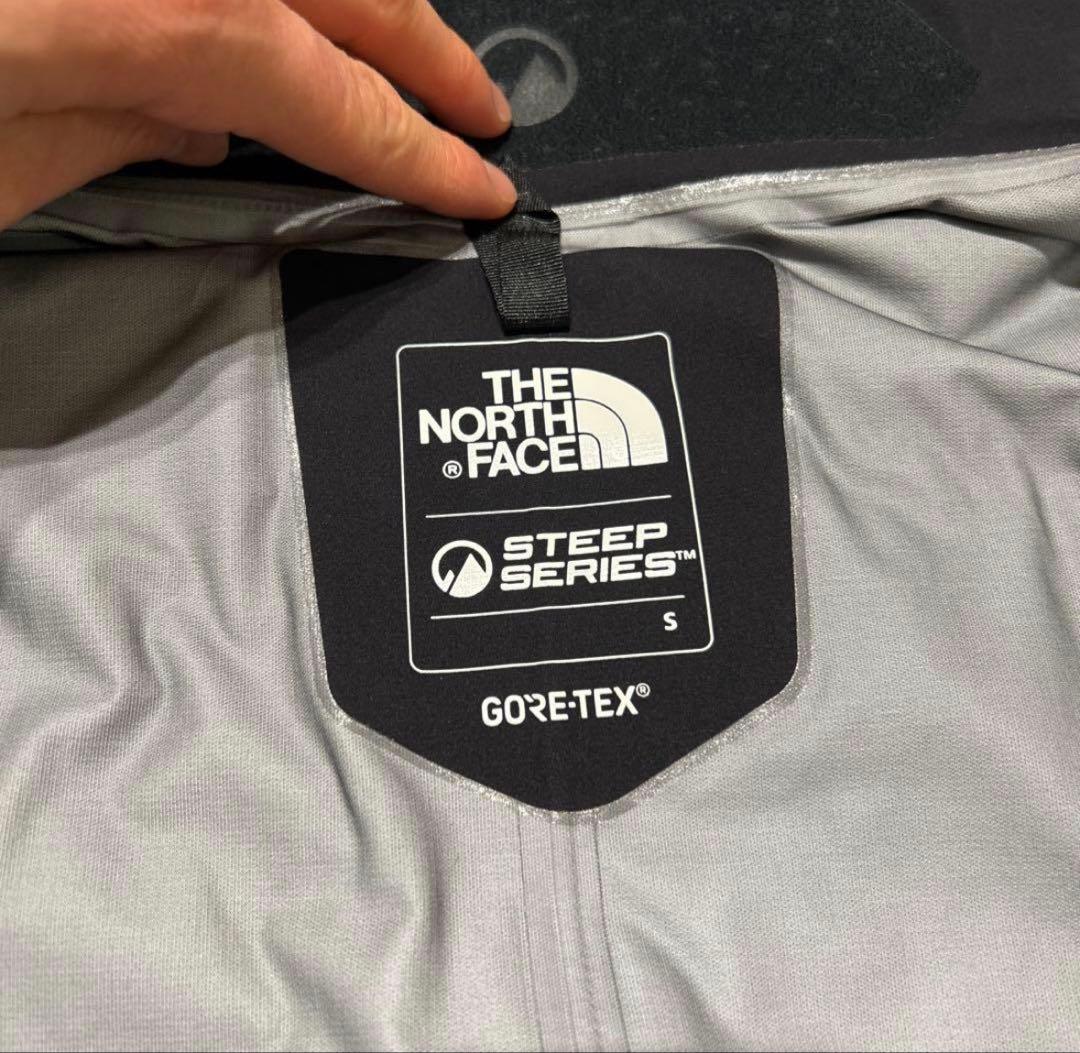 THE
NORTH
®FACE
STEEP
SERIES™
S
GORE-TEX®